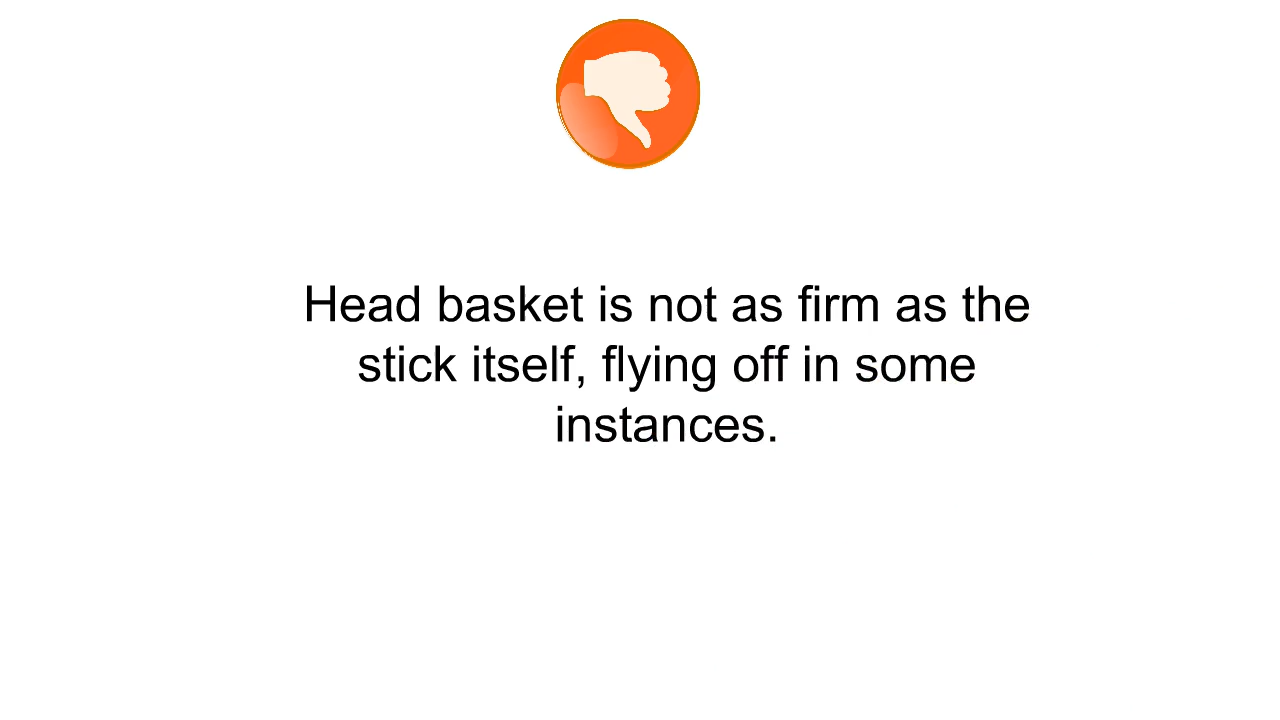 Head basket is not as firm as the
stick itself, flying off in some
instances.